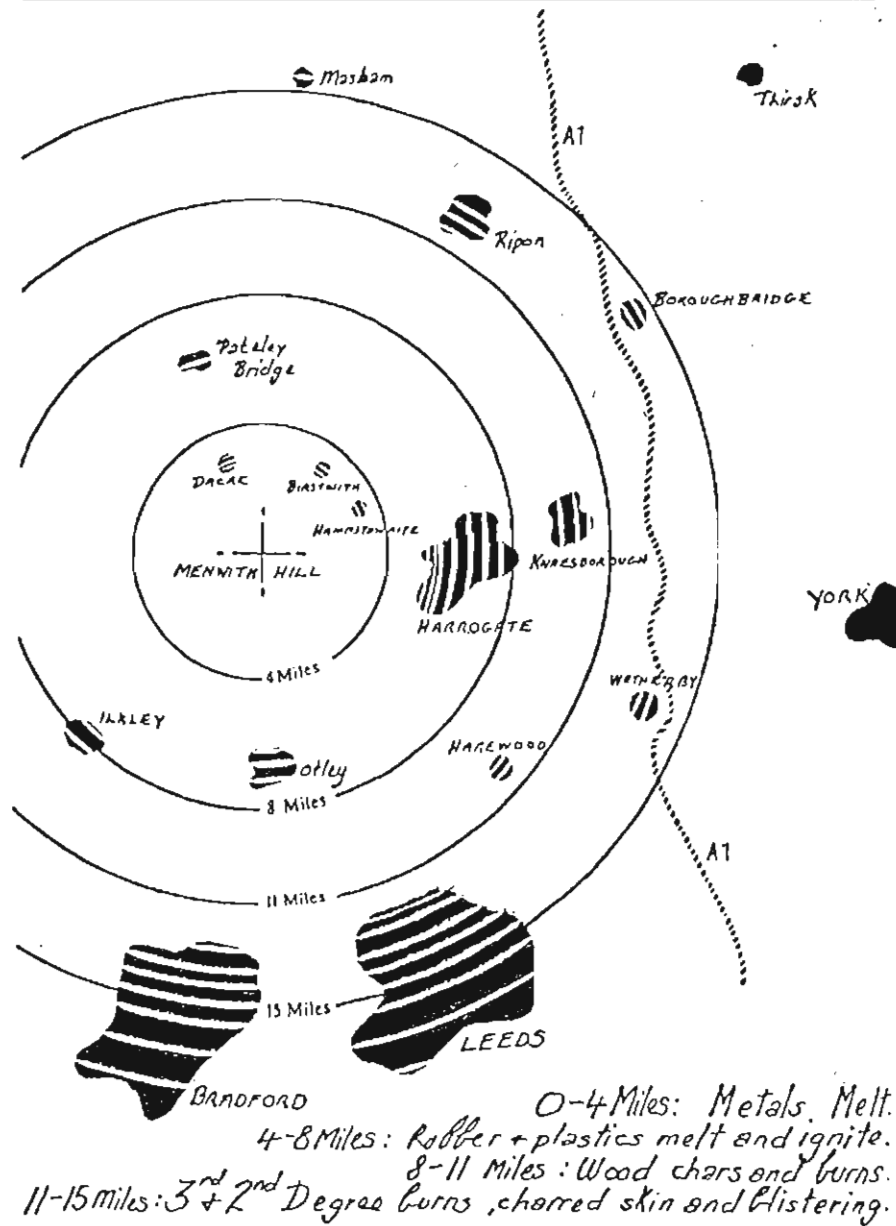 Masham
Thirsk
A1
Ripon
BOROUGHBRIDGE
Pateley
Bridge
DACRE
BIRSTWITH
HAMPSTWAITE
MENWITH HILL
KNARESBOROUGH
HARROGATE
YORK
4 Miles
WETHERBY
ILKLEY
HAREWOOD
Otley
8 Miles
A1
11 Miles
15 Miles
LEEDS
BRADFORD
0-4 Miles: Metals Melt.
4-8 Miles: Rubber + plastics melt and ignite.
8-11 Miles: Wood chars and burns.
11-15 miles: 3rd + 2nd Degree burns, charred skin and blistering.